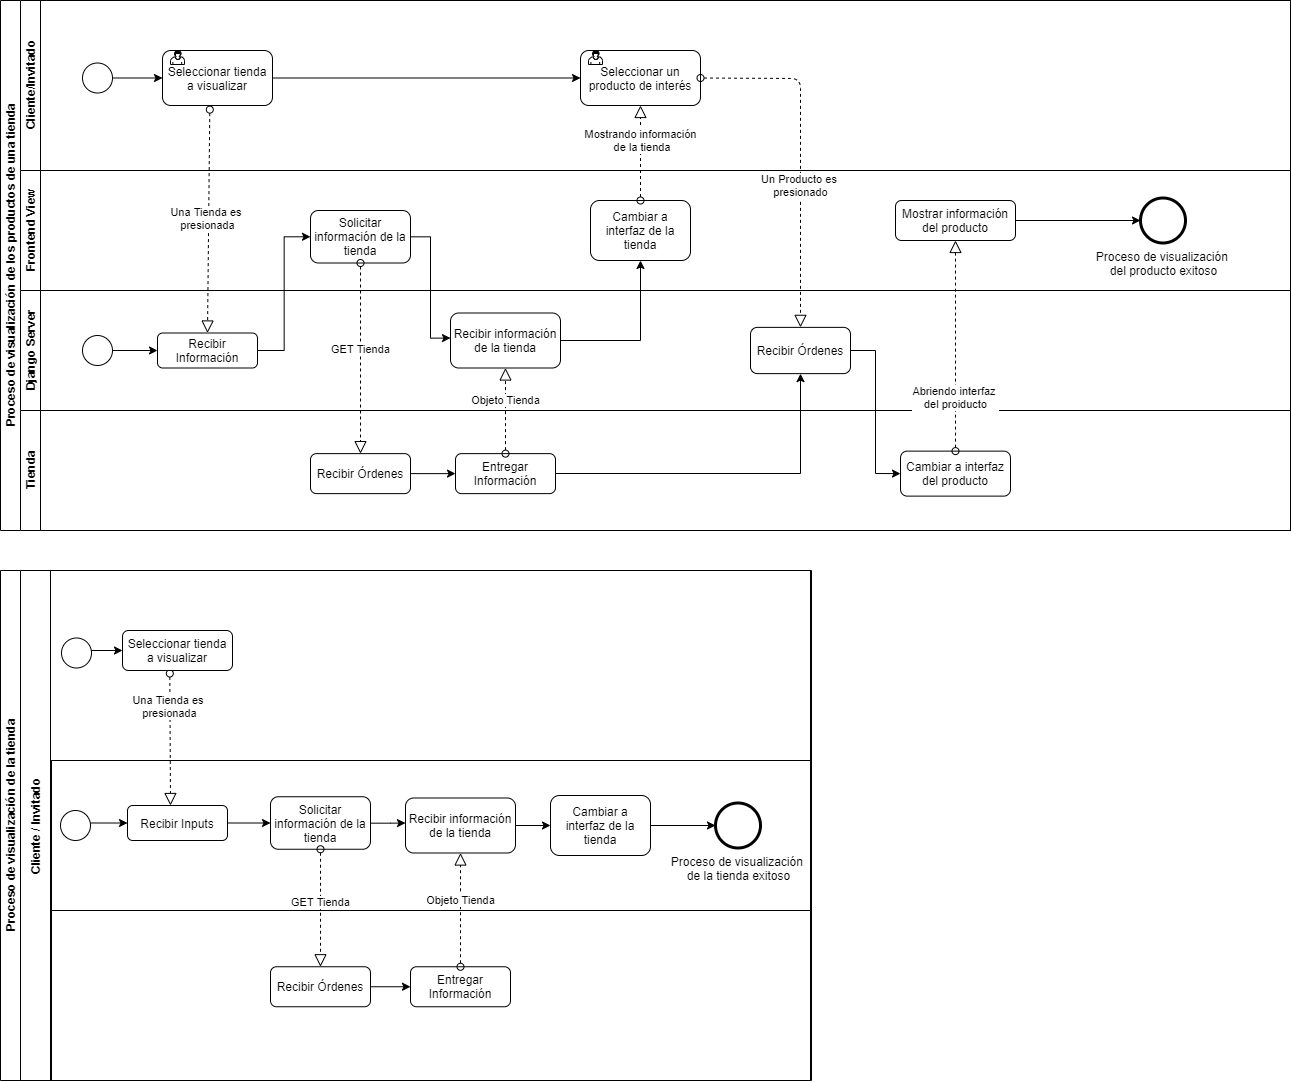 Proceso de visualización de los productos de una tienda
Cliente/Invitado
Seleccionar tienda
a visualizar
Seleccionar un
producto de interés
Mostrando información
de la tienda
Frontend View
Una Tienda es
presionada
Solicitar
información de la
tienda
Cambiar a
interfaz de la
tienda
Un Producto es
presionado
Mostrar información
del producto
Proceso de visualización
del producto exitoso
Django Server
Recibir
Información
GET Tienda
Recibir información
de la tienda
Objeto Tienda
Recibir Órdenes
Abriendo interfaz
del proiducto
Tienda
Recibir Órdenes
Entregar
Información
Cambiar a interfaz
del producto
Proceso de visualización de la tienda
Cliente / Invitado
Seleccionar tienda
a visualizar
Una Tienda es
presionada
Recibir Inputs
Solicitar
información de la
tienda
Recibir información
de la tienda
Cambiar a
interfaz de la
tienda
Proceso de visualización
de la tienda exitoso
GET Tienda
Objeto Tienda
Recibir Órdenes
Entregar
Información